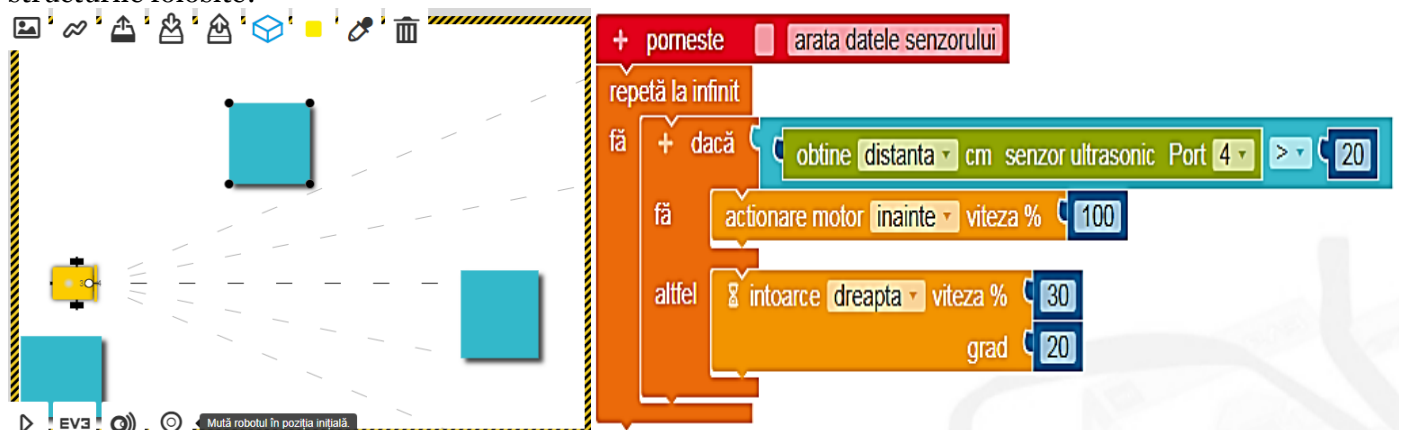 structurile folosite:
EV3
Mută robotul în poziția inițială.
+ porneste arata datele senzorului
repetă la infinit
fă + dacă obtine distanta cm senzor ultrasonic Port 4 > 20
fă actionare motor inainte viteza % 100
altfel intoarce dreapta viteza % 30
grad 20